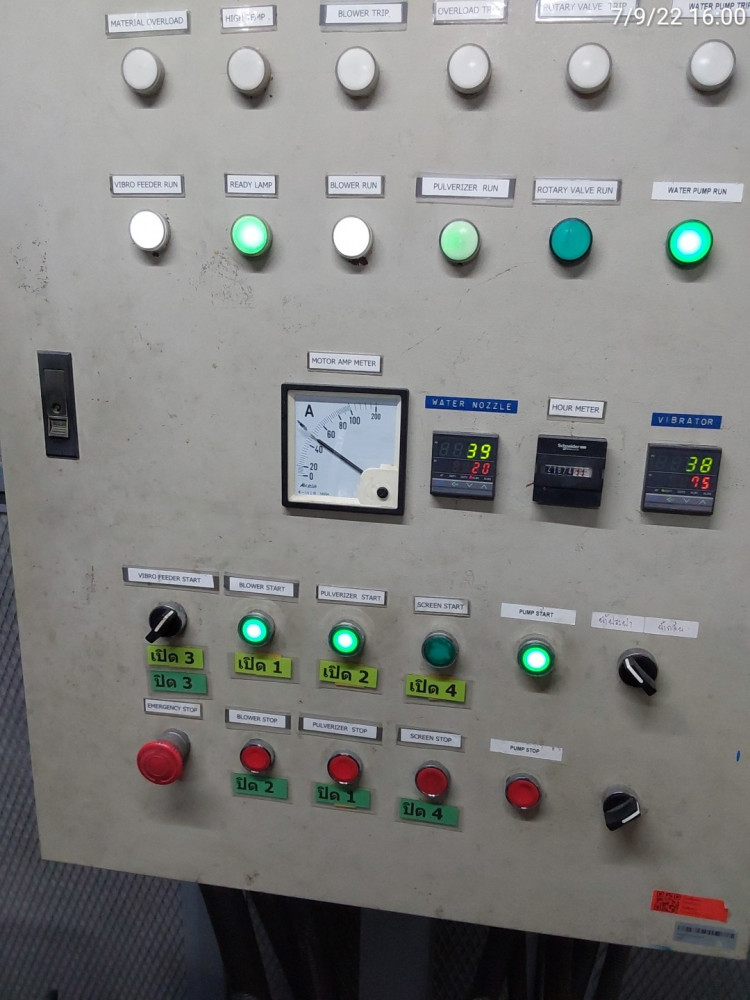 7/9/22 16:00
MATERIAL OVERLOAD
HIGH TEMP.
BLOWER TRIP
OVERLOAD TRIP
ROTARY VALVE TRIP
WATER PUMP TRIP
VIBRO FEEDER RUN
READY LAMP
BLOWER RUN
PULVERIZER RUN
ROTARY VALVE RUN
WATER PUMP RUN
MOTOR AMP METER
A
0
20
40
60
80
100
200
WATER NOZZLE
39
20
HOUR METER
Schneider
VIBRATOR
38
75
VIBRO FEEDER START
BLOWER START
PULVERIZER START
SCREEN START
PUMP START
เปิด 3
เปิด 1
เปิด 2
เปิด 4
ปิด 3
EMERGENCY STOP
BLOWER STOP
PULVERIZER STOP
SCREEN STOP
PUMP STOP
ปิด 2
ปิด 1
ปิด 4